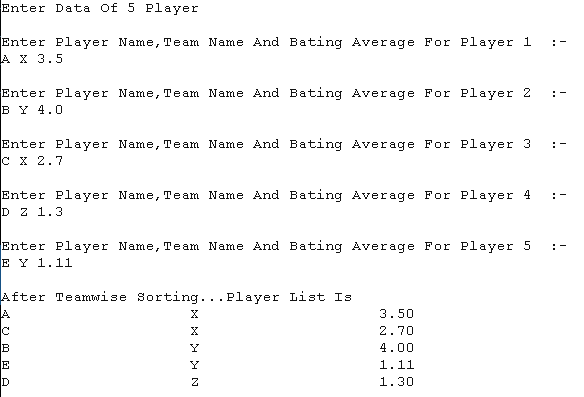 Enter Data Of 5 Player
Enter Player Name,Team Name And Bating Average For Player 1  :-
A X 3.5
Enter Player Name,Team Name And Bating Average For Player 2  :-
B Y 4.0
Enter Player Name,Team Name And Bating Average For Player 3  :-
C X 2.7
Enter Player Name,Team Name And Bating Average For Player 4  :-
D Z 1.3
Enter Player Name,Team Name And Bating Average For Player 5  :-
E Y 1.11
After Teamwise Sorting...Player List Is
A                    X                    3.50
C                    X                    2.70
B                    Y                    4.00
E                    Y                    1.11
D                    Z                    1.30